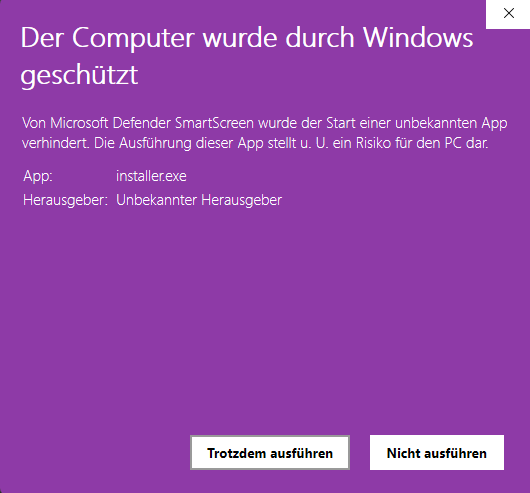 Der Computer wurde durch Windows
geschützt
Von Microsoft Defender SmartScreen wurde der Start einer unbekannten App
verhindert. Die Ausführung dieser App stellt u. U. ein Risiko für den PC dar.
App: installer.exe
Herausgeber: Unbekannter Herausgeber
Trotzdem ausführen Nicht ausführen